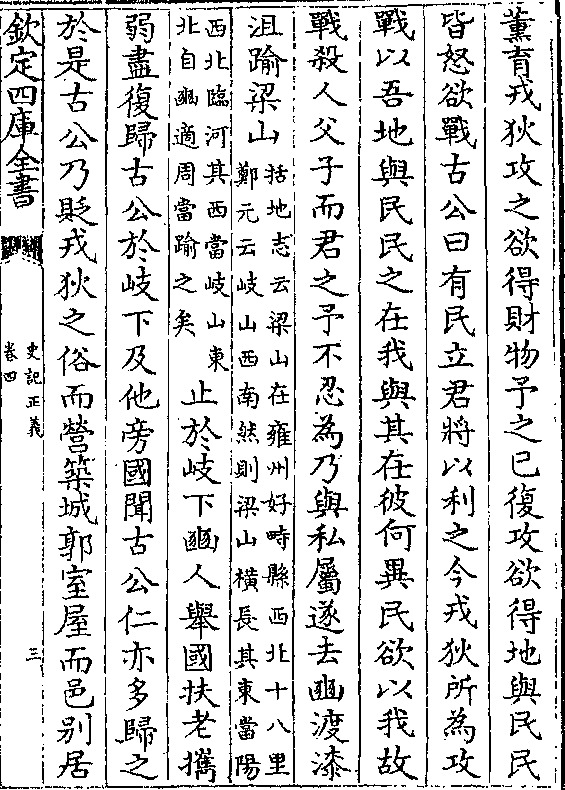 薰育戎狄攻之欲得財物予之已復攻欲得地與民民
皆怒欲戰古公曰有民立君將以利之今戎狄所為攻
戰以吾地與民民之在我與其在彼何異民欲以我故
戰殺人父子而君之予不忍為乃與私屬遂去豳渡漆
沮踰梁山
括地志云梁山在雍州好畤縣西北十八里
鄭元云岐山西南然則梁山橫長其東當陽
西北臨河其西當岐山東
北自豳適周當踰之矣
止於岐下豳人舉國扶老攜
弱盡復歸古公於岐下及他旁國聞古公仁亦多歸之
於是古公乃貶戎狄之俗而營築城郭室屋而邑别居
欽定四庫全書
史記正義
卷四
三